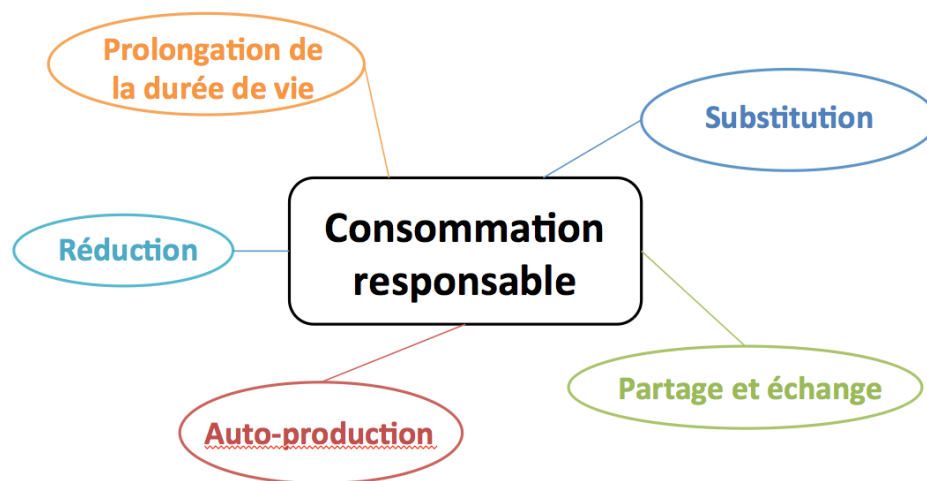 Prolongation de
la durée de vie
Substitution
Consommation
responsable
Réduction
Partage et échange
Auto-production